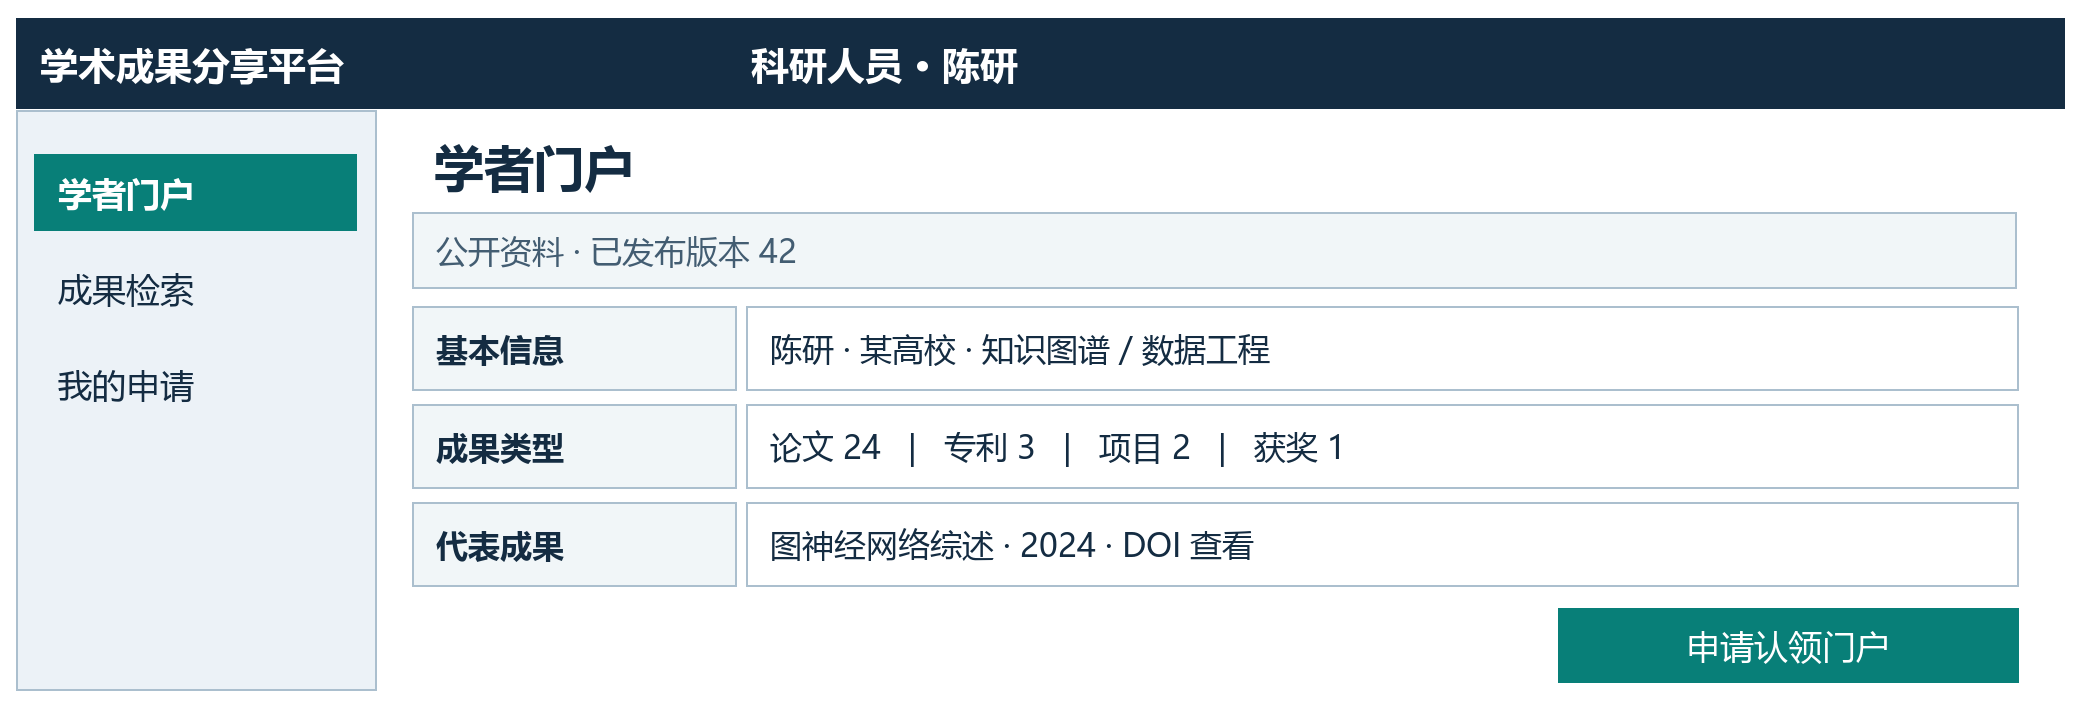 学术成果分享平台
科研人员·陈研
学者门户
成果检索
我的申请
学者门户
公开资料 · 已发布版本 42
基本信息
陈研 · 某高校 · 知识图谱 / 数据工程
成果类型
论文 24 | 专利 3 | 项目 2 | 获奖 1
代表成果
图神经网络综述 · 2024 · DOI 查看
申请认领门户